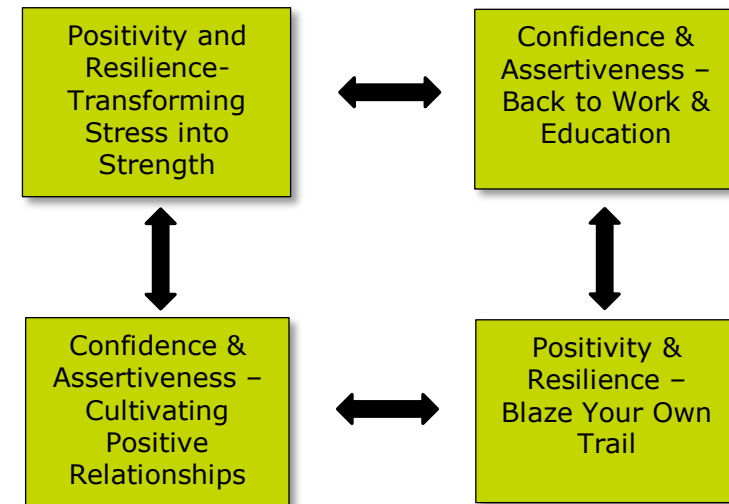 Positivity and
Resilience-
Transforming
Stress into
Strength
Confidence &
Assertiveness –
Back to Work &
Education
Confidence &
Assertiveness –
Cultivating
Positive
Relationships
Positivity &
Resilience –
Blaze Your Own
Trail